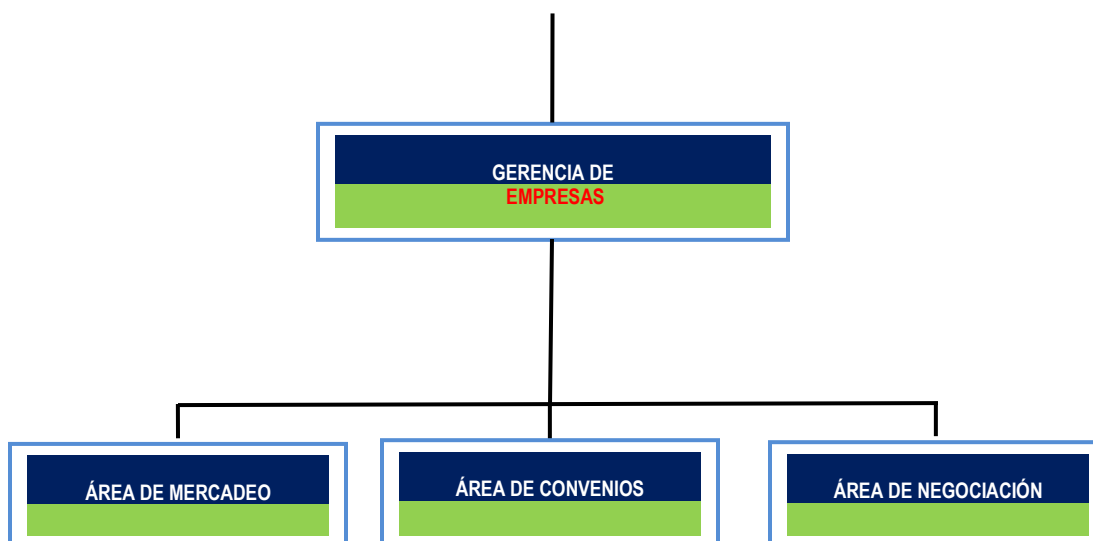 GERENCIA DE
EMPRESAS
ÁREA DE MERCADEO
ÁREA DE CONVENIOS
ÁREA DE NEGOCIACIÓN